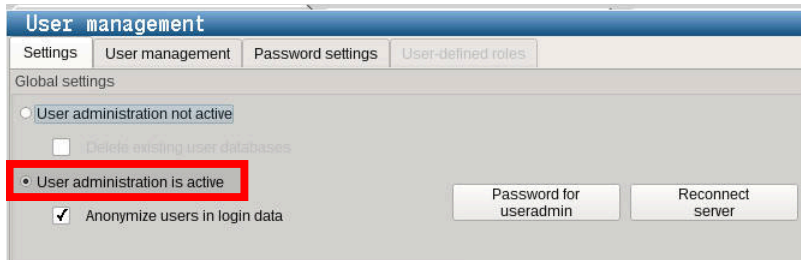 User management
Settings User management Password settings User-defined roles
Global settings
User administration not active
Delete existing user databases
User administration is active
Password for useradmin
Reconnect server
Anonymize users in login data